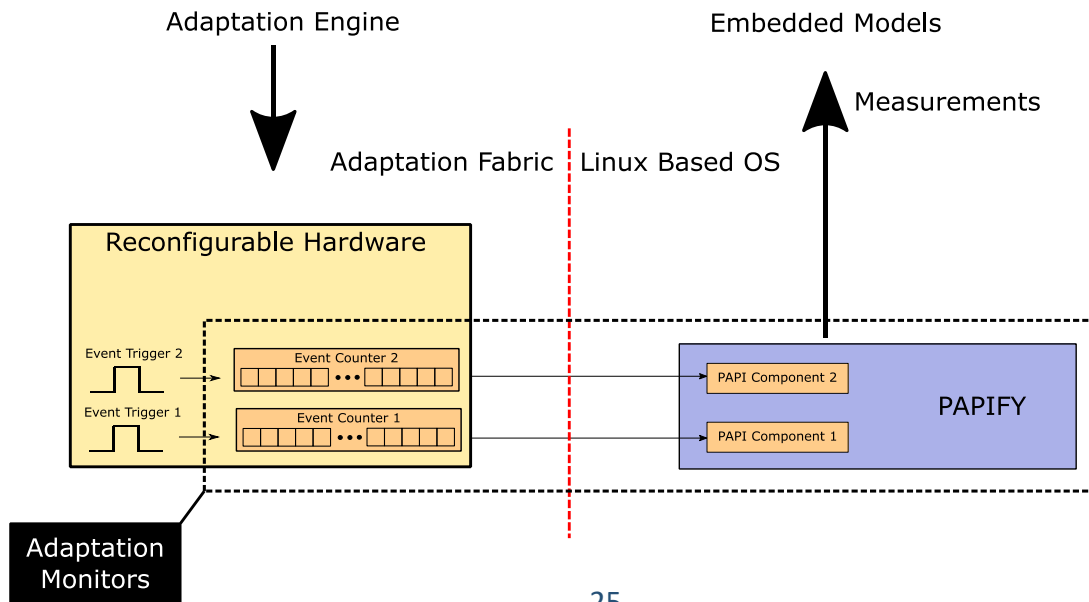 Adaptation Engine
Embedded Models
Measurements
Adaptation Fabric
Linux Based OS
Reconfigurable Hardware
Event Trigger 2
Event Counter 2
PAPI Component 2
PAPIFY
Event Trigger 1
Event Counter 1
PAPI Component 1
Adaptation
Monitors